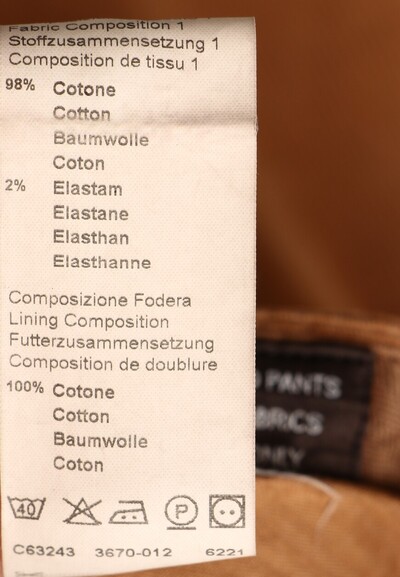 Fabric Composition 1
Stoffzusammensetzung 1
Composition de tissu 1
98% Cotone
Cotton
Baumwolle
Coton
2% Elastam
Elastane
Elasthan
Elasthanne
Composizione Fodera
Lining Composition
Futterzusammensetzung
Composition de doublure
100% Cotone
Cotton
Baumwolle
Coton
40 P
C63243 3670-012 6221
PANTS